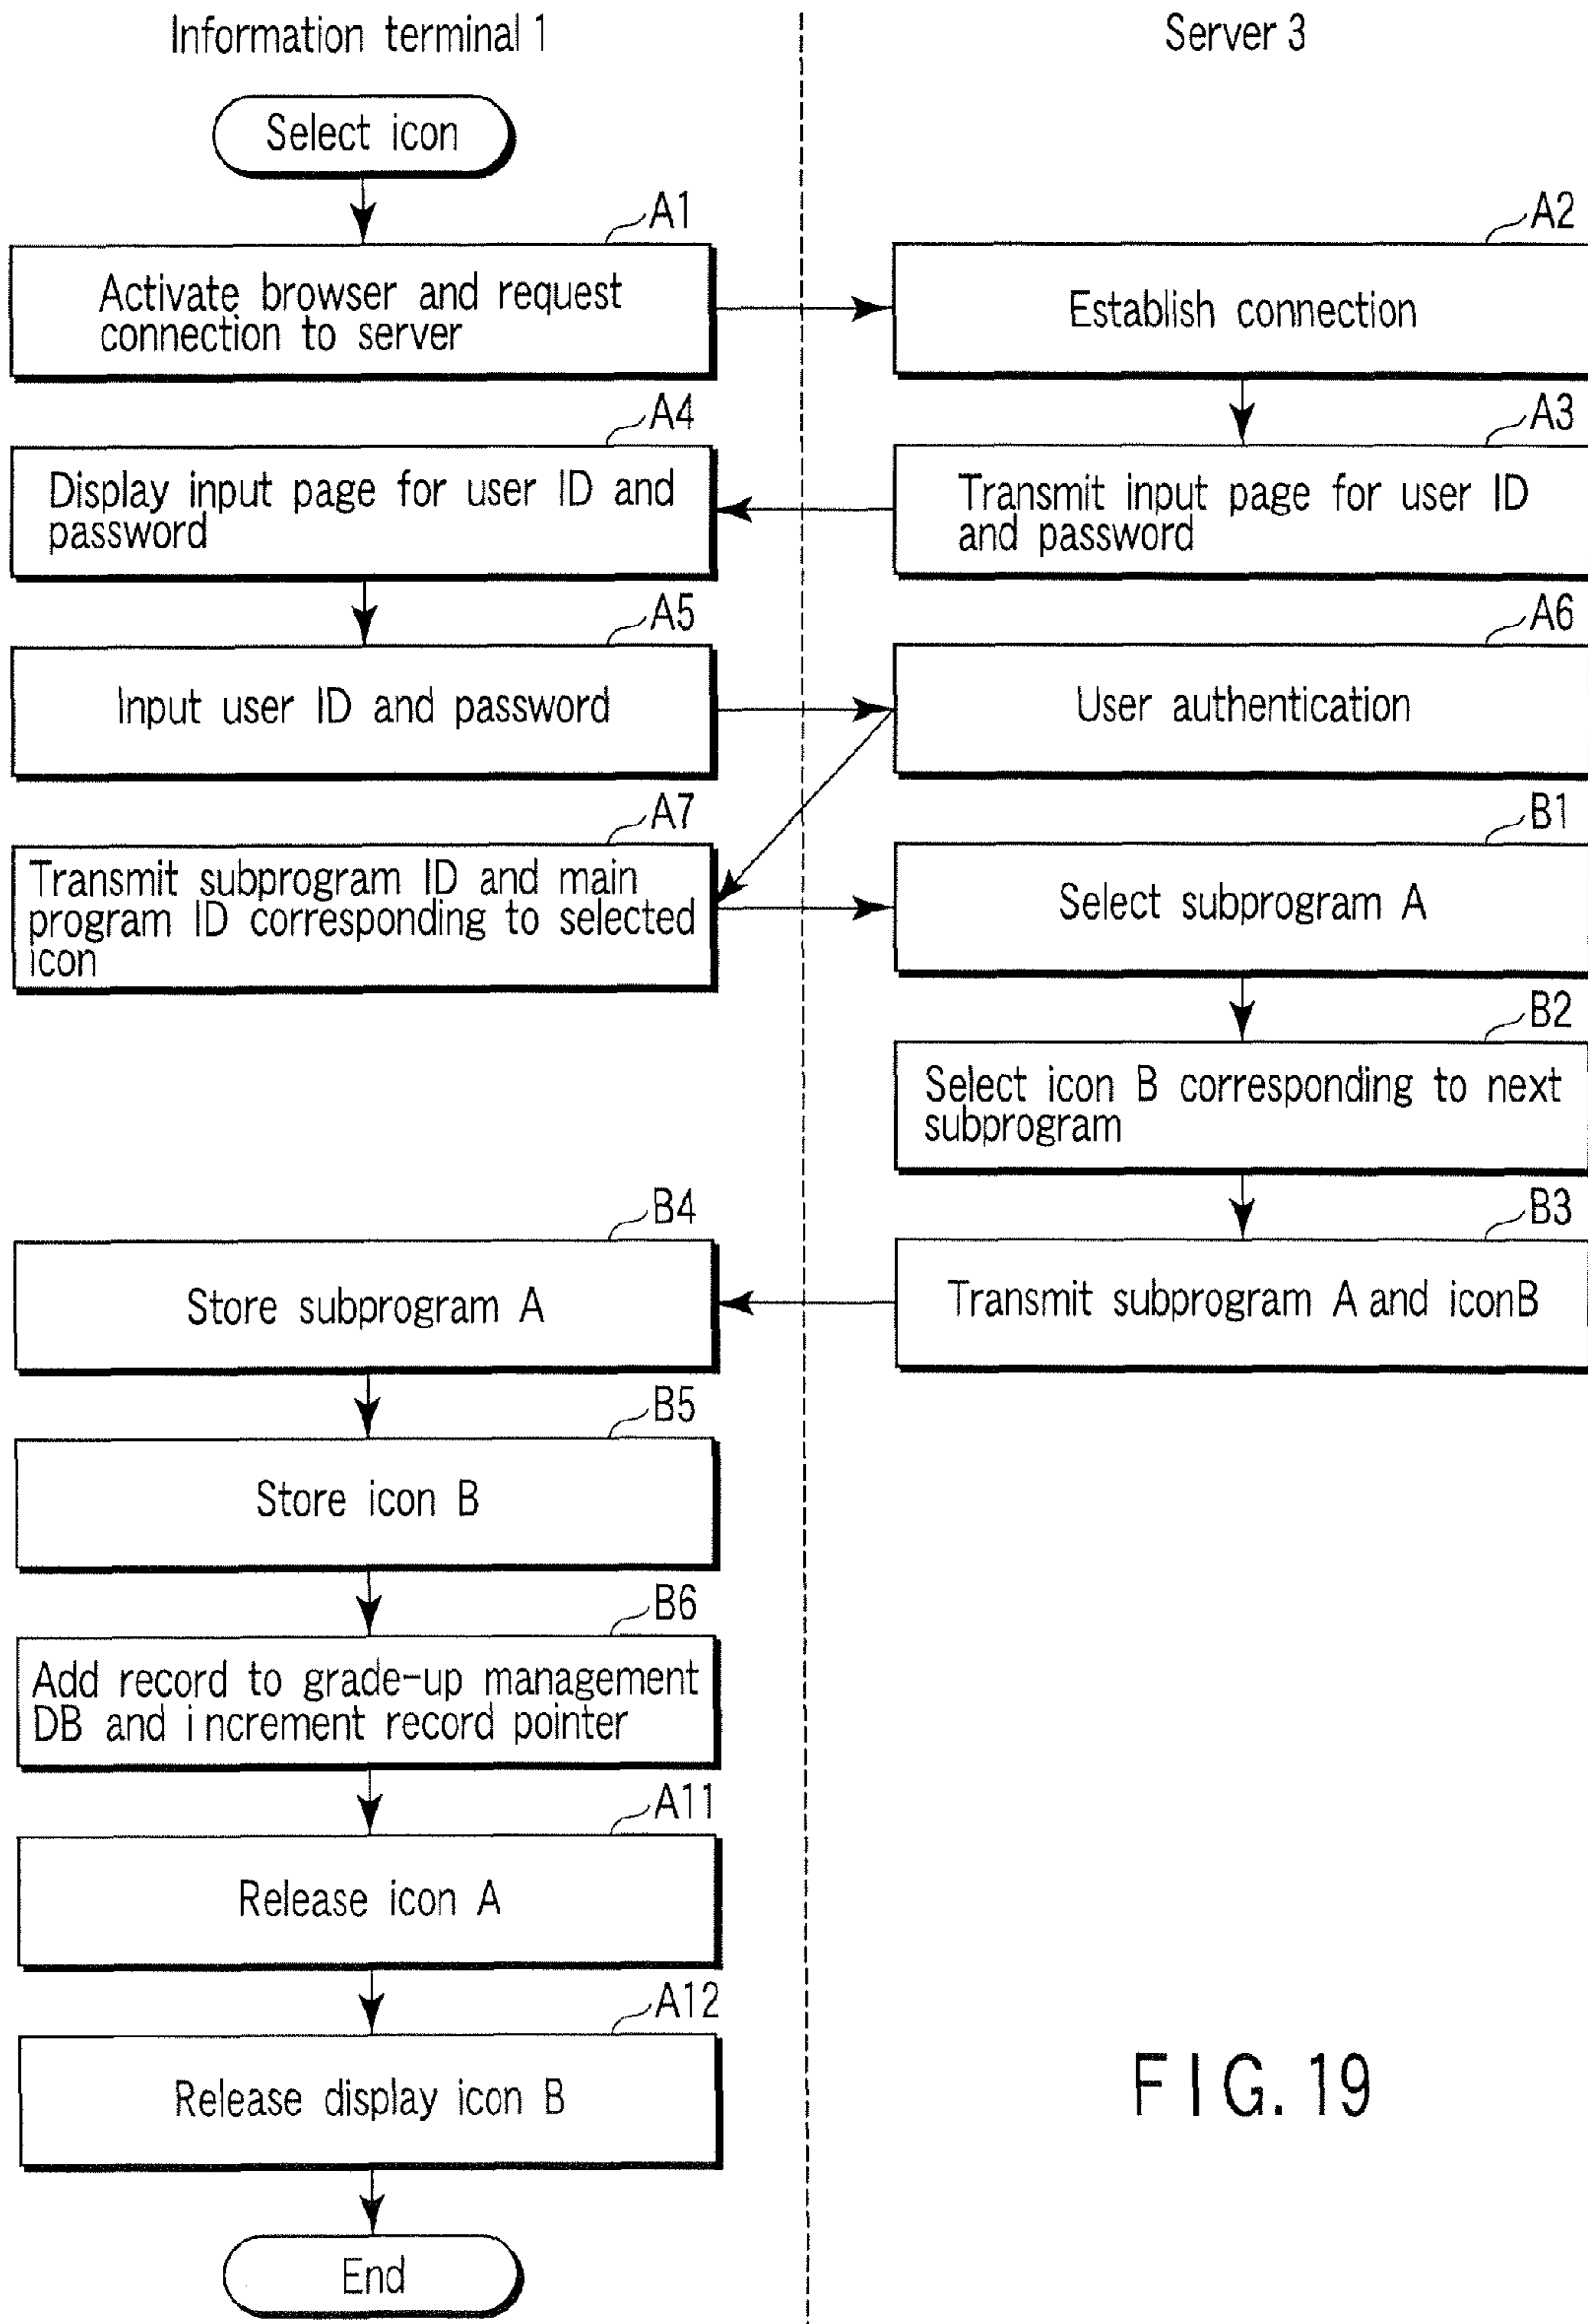 Information terminal 1
Server 3
Select icon
A1
Activate browser and request
connection to server
A2
Establish connection
A4
Display input page for user ID and
password
A3
Transmit input page for user ID
and password
A5
Input user ID and password
A6
User authentication
A7
Transmit subprogram ID and main
program ID corresponding to selected
icon
B1
Select subprogram A
B2
Select icon B corresponding to next
subprogram
B4
Store subprogram A
B3
Transmit subprogram A and iconB
B5
Store icon B
B6
Add record to grade-up management
DB and increment record pointer
A11
Release icon A
A12
Release display icon B
End
FIG. 19